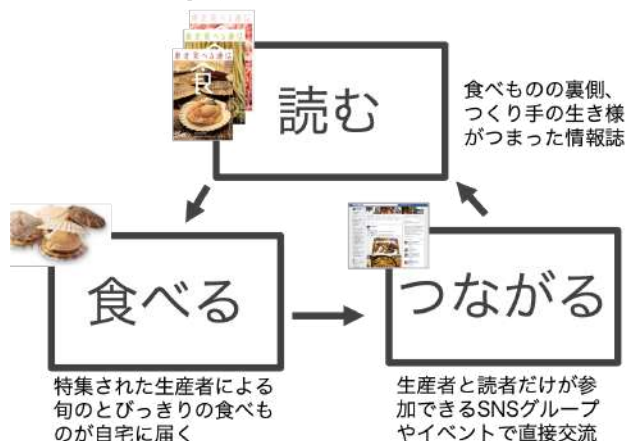 読む
食べものの裏側、
つくり手の生き様
がつまった情報誌
食べる
特集された生産者による
旬のとびっきりの食べも
のが自宅に届く
つながる
生産者と読者だけが参
加できるSNSグループ
やイベントで直接交流